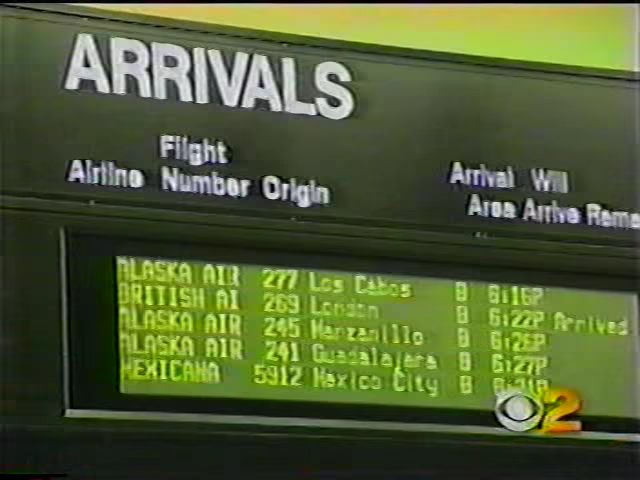 ARRIVALS
Flight
Airline Number Origin
Arrival Will
Area Arrive Rema
ALASKA AIR 277 Los Cabos B 6:16P
BRITISH AI 269 London B 6:22P Arrived
ALASKA AIR 245 Manzanillo B 6:26P
ALASKA AIR 241 Guadalajara B 6:27P
MEXICANA 5912 Mexico City B
2